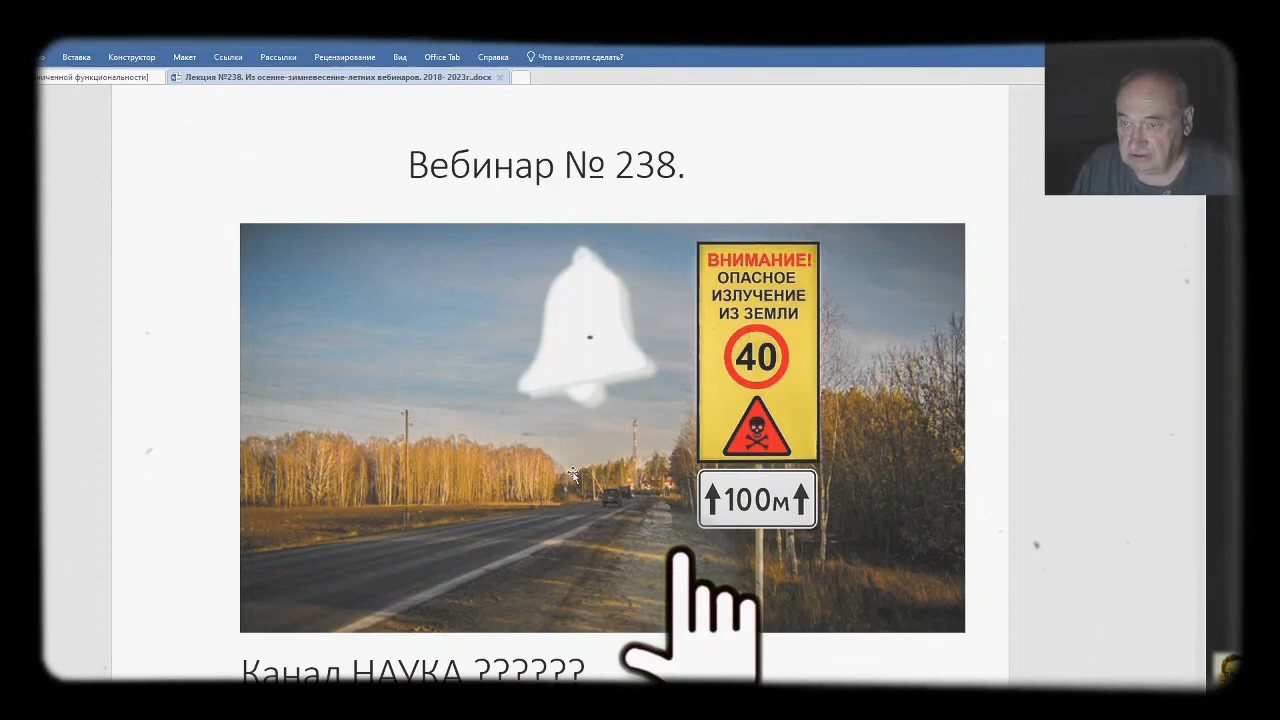 Вставка Конструктор Макет Ссылки Рассылки Рецензирование Вид Office Tab Справка Что вы хотите сделать?
ниченной функциональности] Лекция №238. Из осенне-зимневесенне-летних вебинаров. 2018- 2023г..docx
Вебинар № 238.
ВНИМАНИЕ!
ОПАСНОЕ
ИЗЛУЧЕНИЕ
ИЗ ЗЕМЛИ
40
100м
Канал НАУКА ??????